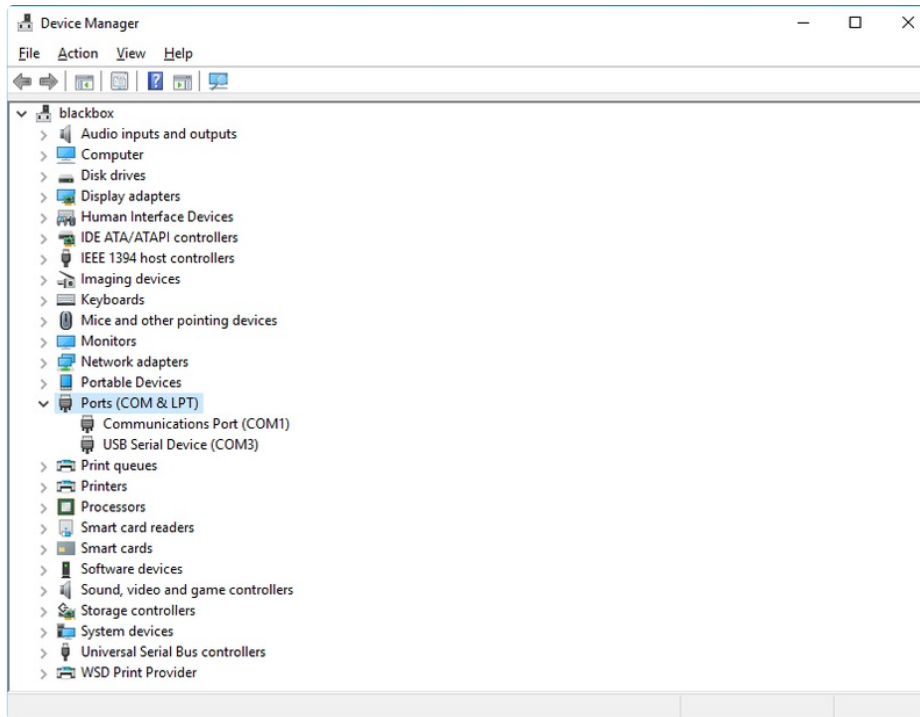 Device Manager
File Action View Help
blackbox
Audio inputs and outputs
Computer
Disk drives
Display adapters
Human Interface Devices
IDE ATA/ATAPI controllers
IEEE 1394 host controllers
Imaging devices
Keyboards
Mice and other pointing devices
Monitors
Network adapters
Portable Devices
Ports (COM & LPT)
Communications Port (COM1)
USB Serial Device (COM3)
Print queues
Printers
Processors
Smart card readers
Smart cards
Software devices
Sound, video and game controllers
Storage controllers
System devices
Universal Serial Bus controllers
WSD Print Provider